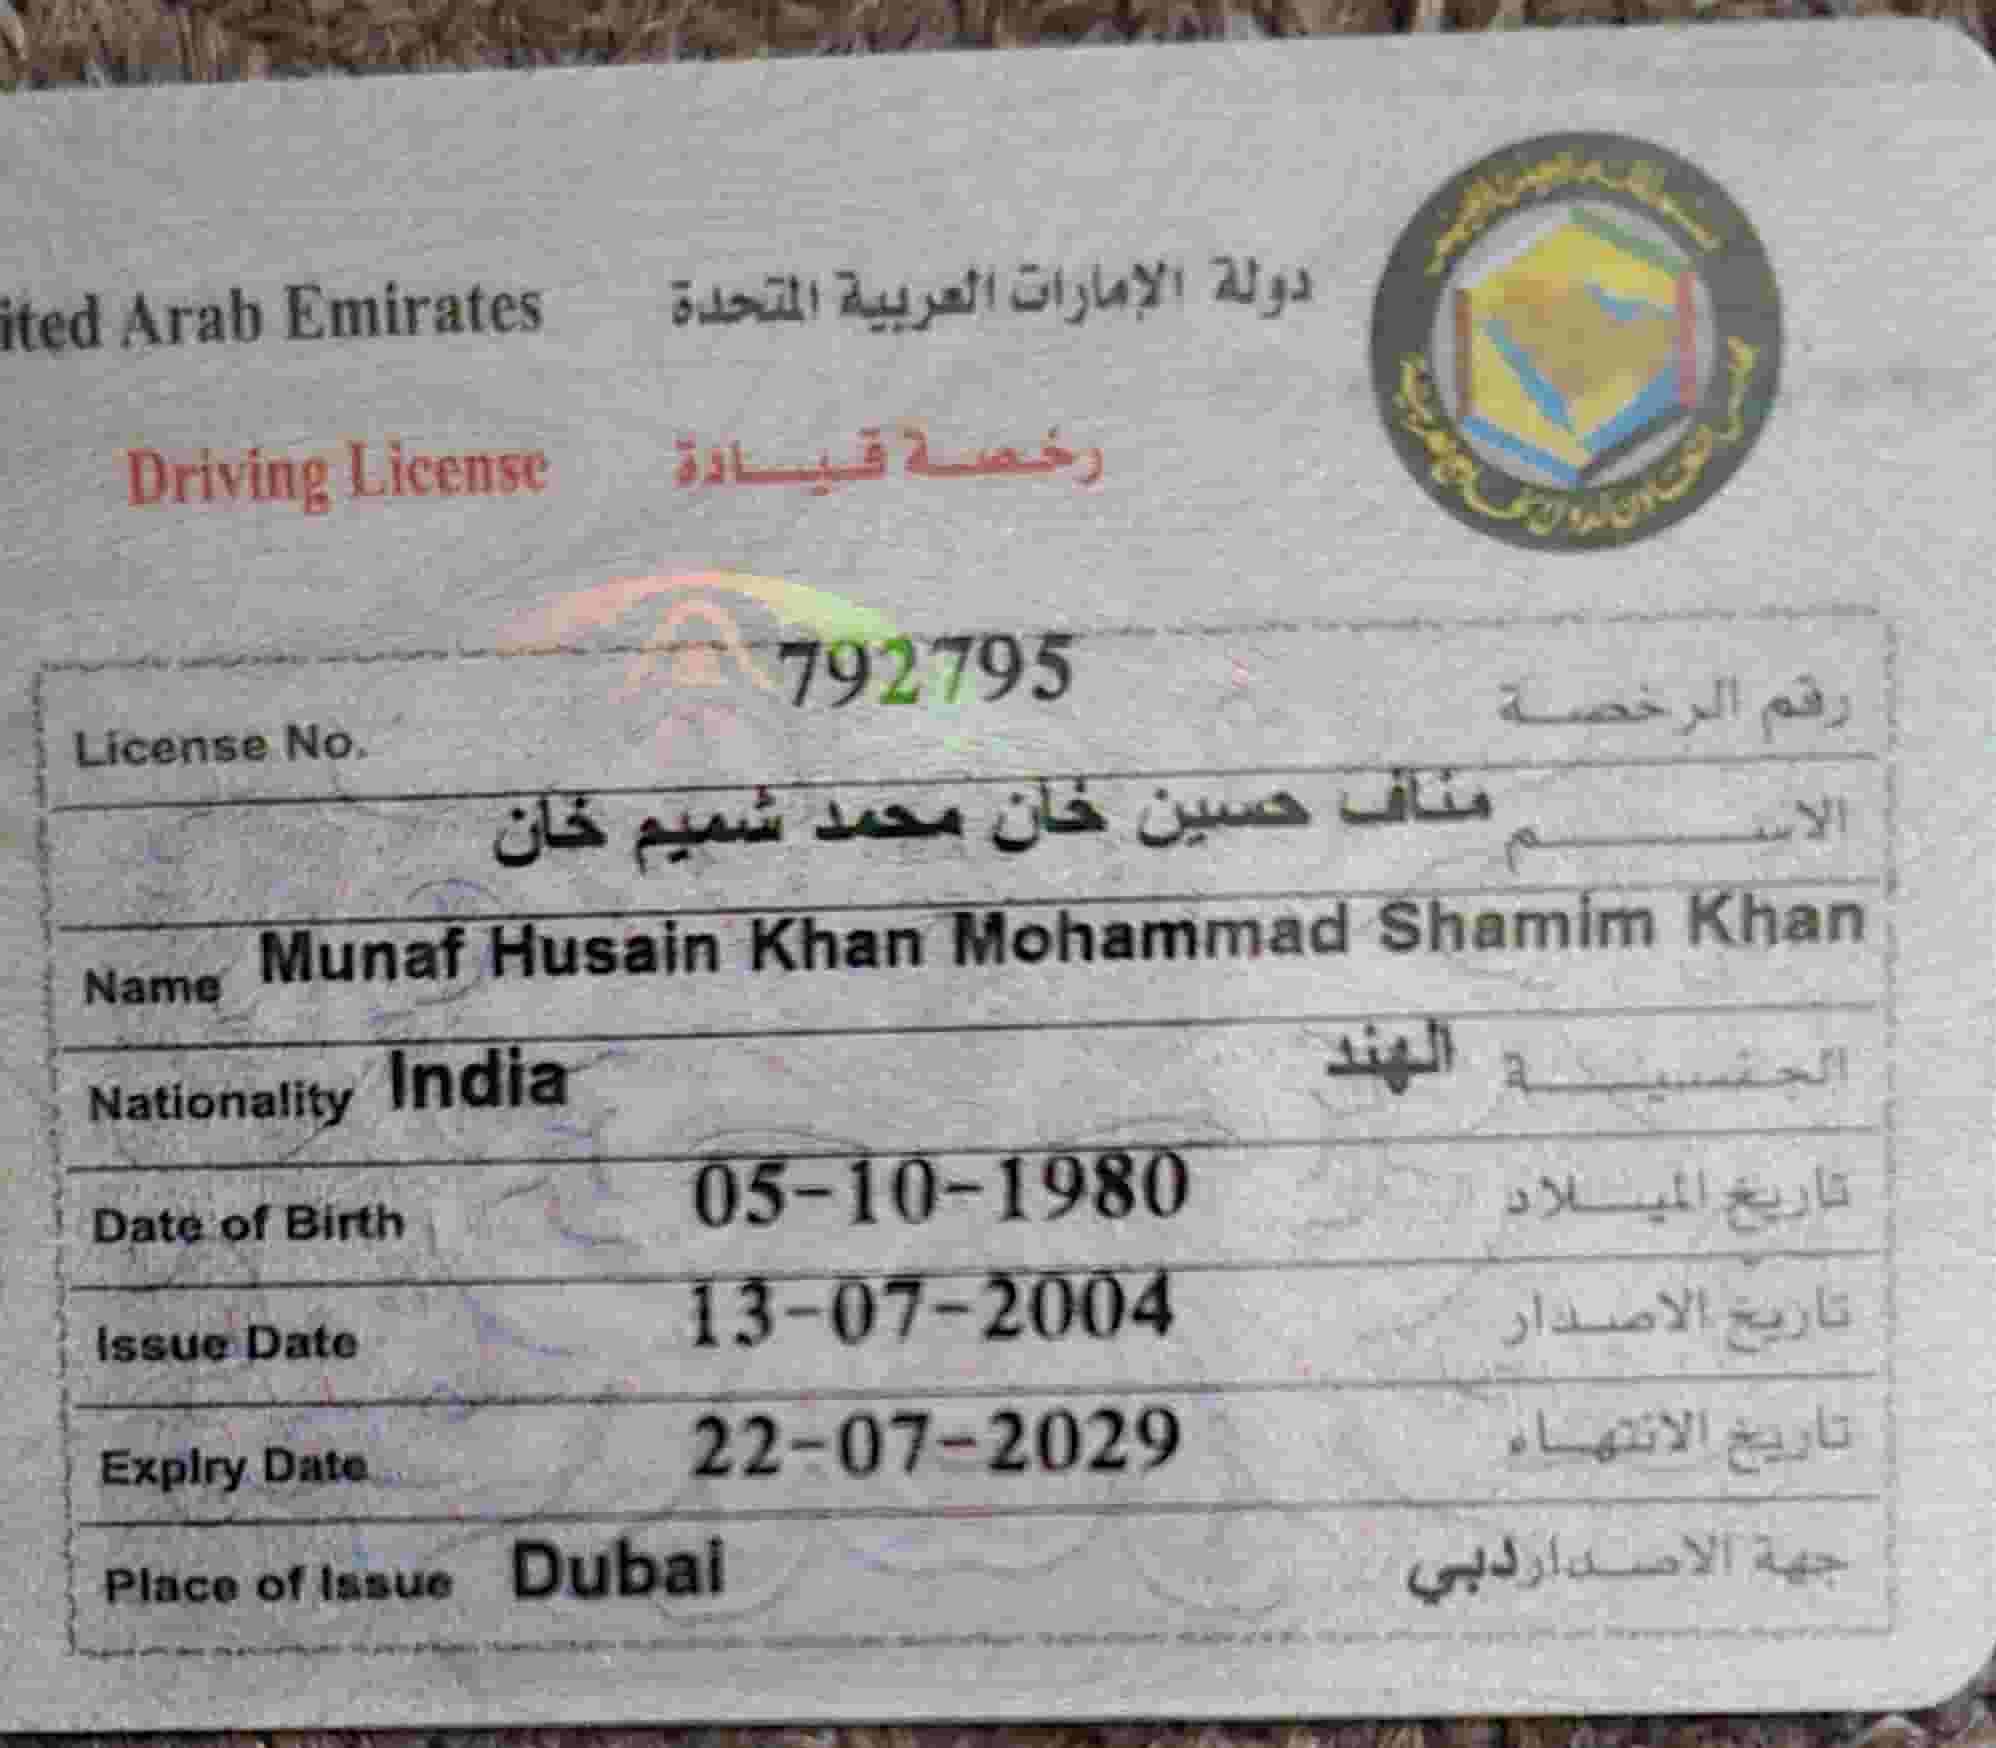 ited Arab Emirates دولة الإمارات العربية المتحدة
Driving License رخصة قيادة
License No. 792795 رقم الرخصة
الاسم مناف حسين خان محمد شميم خان
Name Munaf Husain Khan Mohammad Shamim Khan
Nationality India الهند الجنسية
Date of Birth 05-10-1980 تاريخ الميلاد
Issue Date 13-07-2004 تاريخ الاصدار
Expiry Date 22-07-2029 تاريخ الانتهاء
Place of Issue Dubai جهة الاصدار دبي